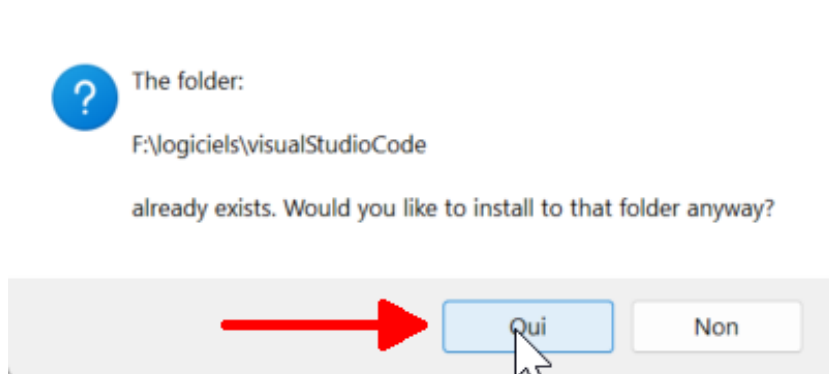 The folder:
F:\logiciels\visualStudioCode
already exists. Would you like to install to that folder anyway?
Oui
Non